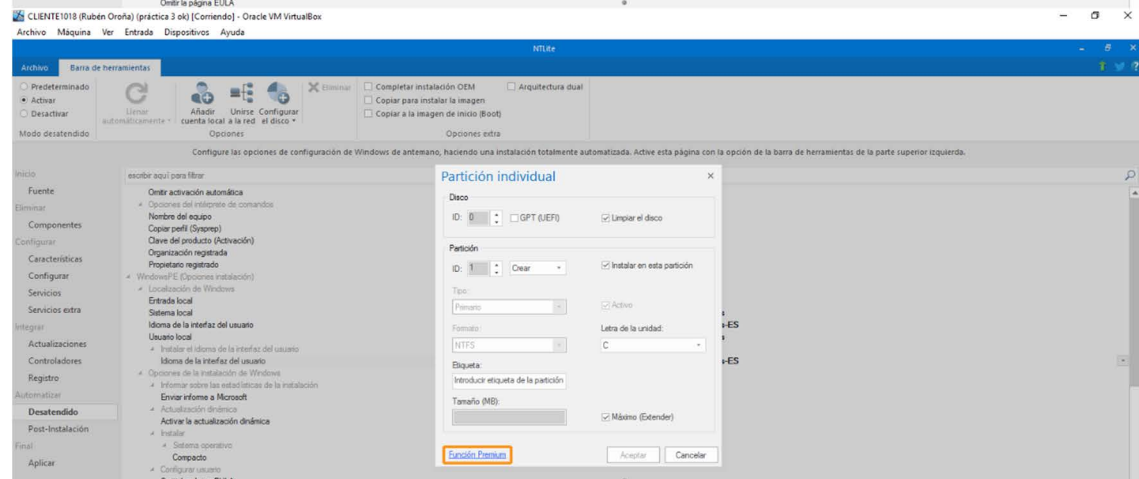 Omitir la página EULA
CLIENTE1018 (Rubén Oroña) (práctica 3 ok) [Corriendo] - Oracle VM VirtualBox
Archivo Máquina Ver Entrada Dispositivos Ayuda
NTLite
Archivo Barra de herramientas
Predeterminado
Activar
Desactivar
Modo desatendido
Llenar automáticamente
Añadir cuenta local
Unirse a la red
Configurar el disco
Eliminar
Opciones
Completar instalación OEM
Arquitectura dual
Copiar para instalar la imagen
Copiar a la imagen de inicio (Boot)
Opciones extra
Configure las opciones de configuración de Windows de antemano, haciendo una instalación totalmente automatizada. Active esta página con la opción de la barra de herramientas de la parte superior izquierda.
Inicio
Fuente
Eliminar
Componentes
Configurar
Características
Configurar
Servicios
Servicios extra
Integrar
Actualizaciones
Controladores
Registro
Automatizar
Desatendido
Post-Instalación
Final
Aplicar
escribir aquí para filtrar
Omitir activación automática
Opciones del intérprete de comandos
Nombre del equipo
Copiar perfil (Sysprep)
Clave del producto (Activación)
Organización registrada
Propietario registrado
WindowsPE (Opciones instalación)
Localización de Windows
Entrada local
Sistema local
Idioma de la interfaz del usuario
Usuario local
Instalar el idioma de la interfaz del usuario
Idioma de la interfaz del usuario
Opciones de la instalación de Windows
Informar sobre las estadísticas de la instalación
Enviar informe a Microsoft
Actualización dinámica
Activar la actualización dinámica
Instalar
Sistema operativo
Compacto
Configurar usuario
-ES
-ES
Partición individual
Disco
ID: 0 GPT (UEFI) Limpiar el disco
Partición
ID: 1 Crear Instalar en esta partición
Tipo:
Primario Activo
Formato: Letra de la unidad:
NTFS C
Etiqueta:
Introducir etiqueta de la partición
Tamaño (MB):
Máximo (Extender)
Función Premium Aceptar Cancelar